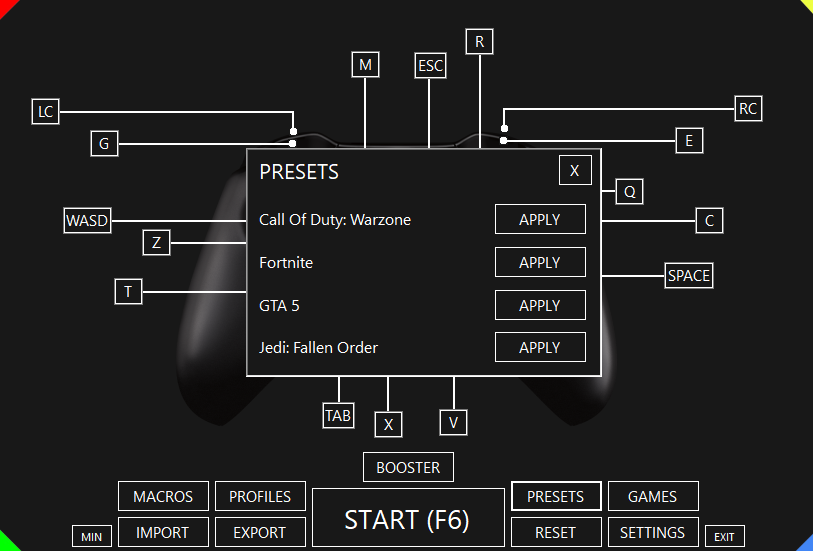 R
M
ESC
LC
RC
G
E
PRESETS
X
Q
WASD
Call Of Duty: Warzone
APPLY
C
Z
Fortnite
APPLY
SPACE
T
GTA 5
APPLY
Jedi: Fallen Order
APPLY
TAB
X
V
BOOSTER
MACROS
PROFILES
PRESETS
GAMES
START (F6)
MIN
IMPORT
EXPORT
RESET
SETTINGS
EXIT